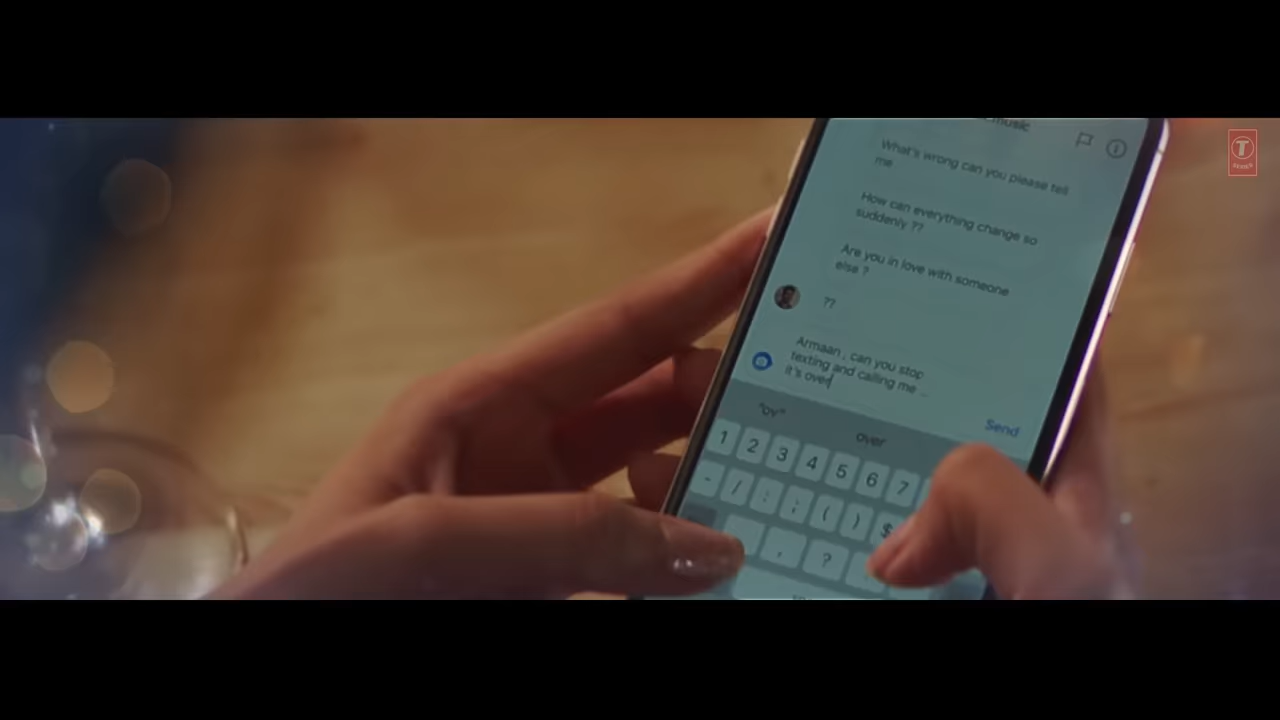 music
What's wrong can you please tell
me
How can everything change so
suddenly ??
Are you in love with someone
else ?
??
Armaan , can you stop
texting and calling me ...
it's over
Send
"ov"
over
1 2 3 4 5 6 7
- / : ; ( ) $
, ?
T